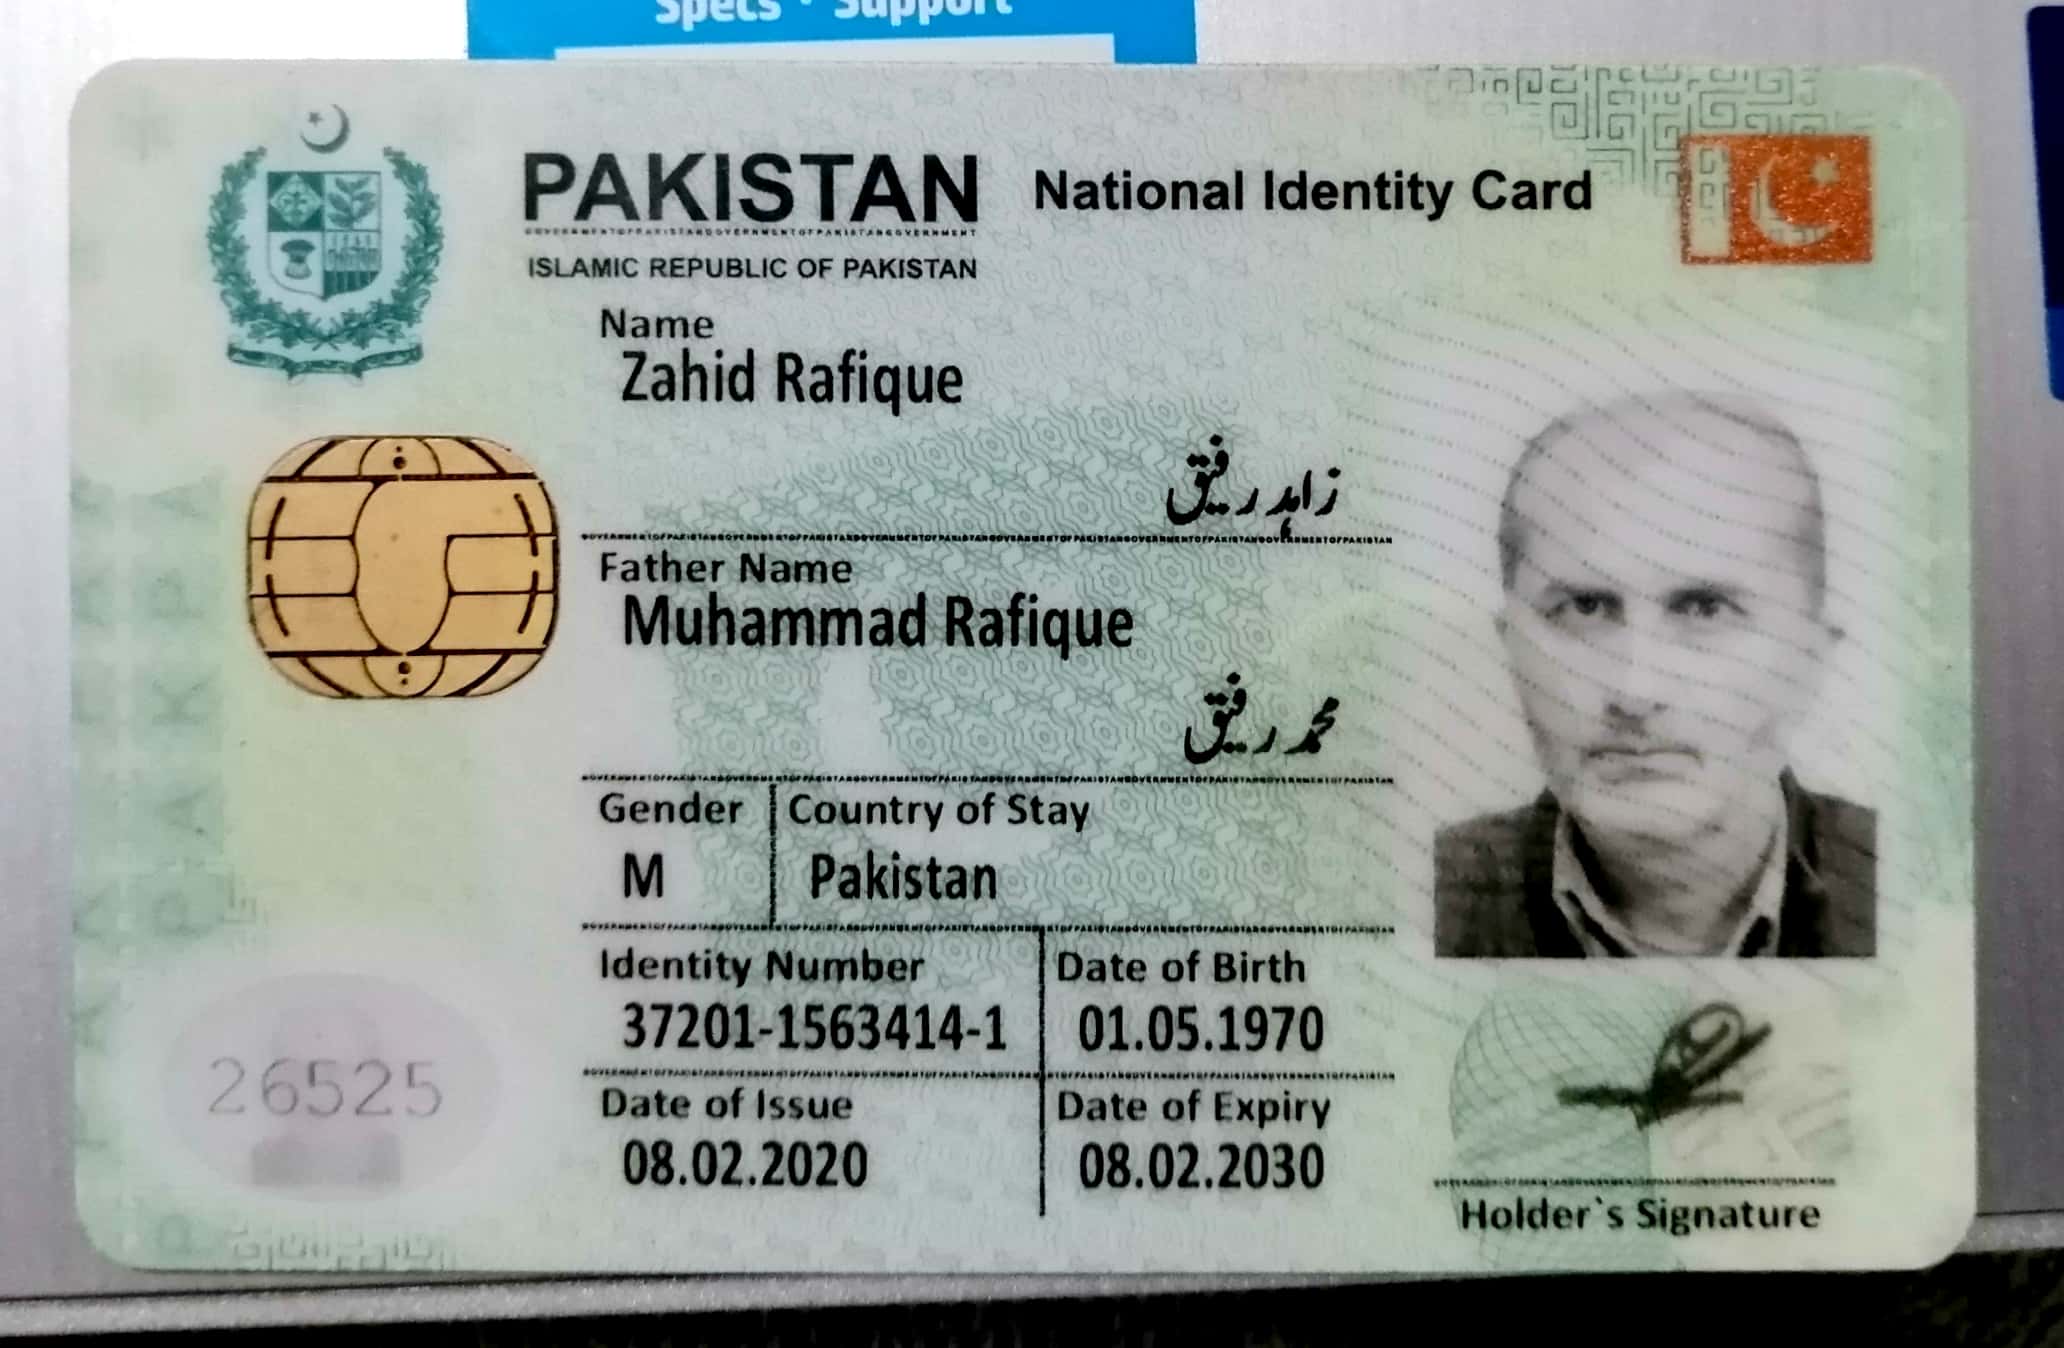 Specs · Support
PAKISTAN National Identity Card
ISLAMIC REPUBLIC OF PAKISTAN
Name
Zahid Rafique
زاہد رفیق
Father Name
Muhammad Rafique
محمد رفیق
Gender Country of Stay
M Pakistan
Identity Number Date of Birth
37201-1563414-1 01.05.1970
Date of Issue Date of Expiry
08.02.2020 08.02.2030
26525
Holder`s Signature